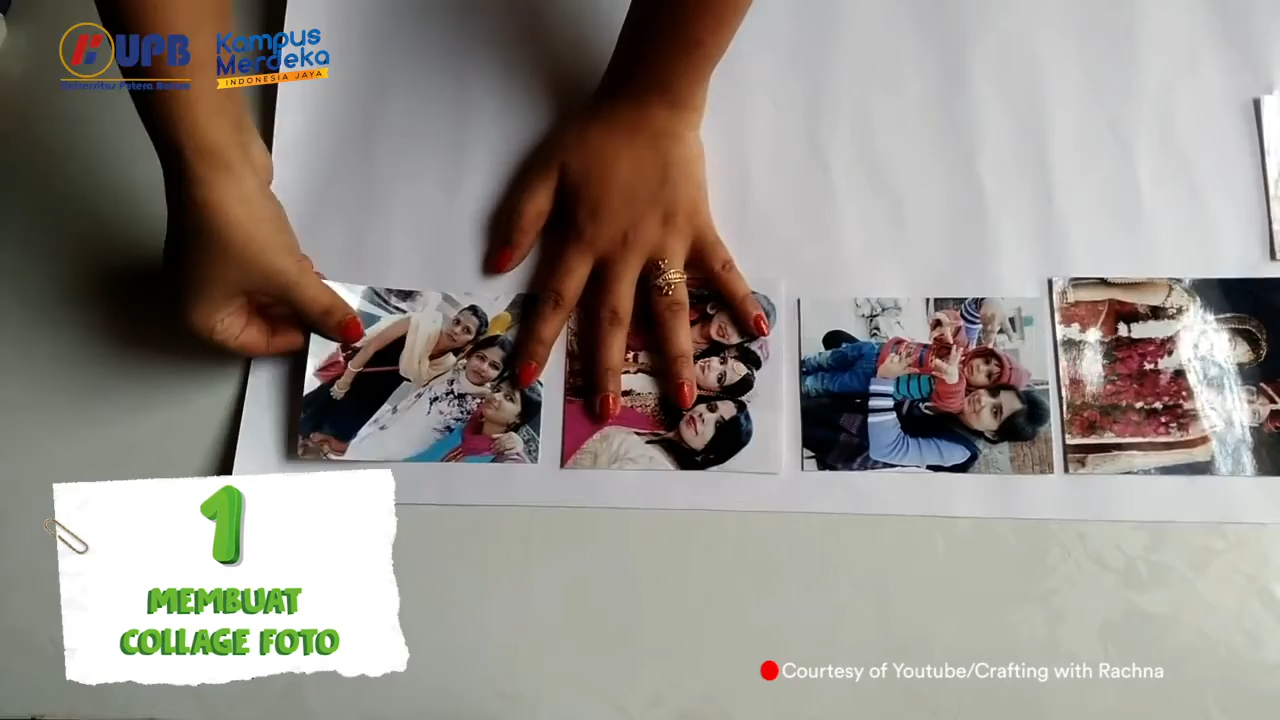 UPB
Kampus
Merdeka
INDONESIA JAYA
1
MEMBUAT
COLLAGE FOTO
Courtesy of Youtube/Crafting with Rachna